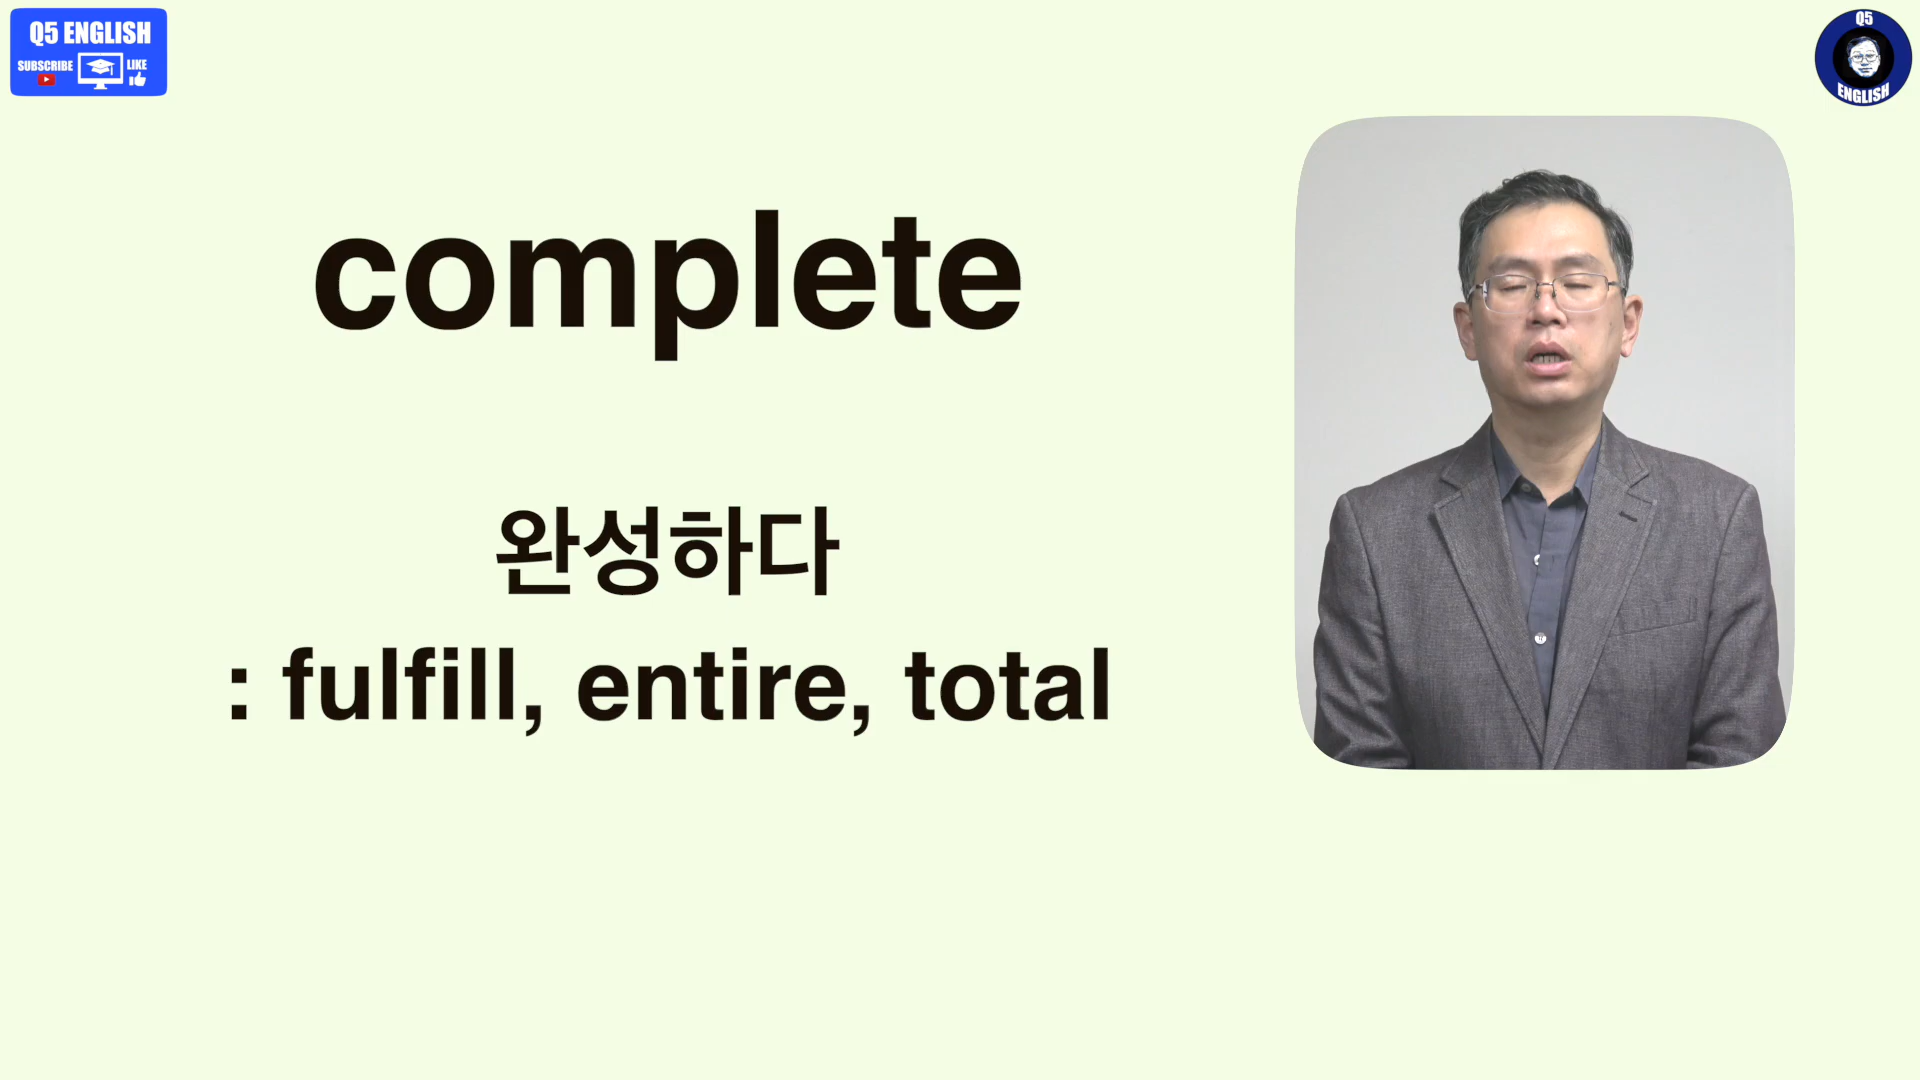 Q5 ENGLISH
SUBSCRIBE
LIKE
Q5
ENGLISH
complete
완성하다
: fulfill, entire, total